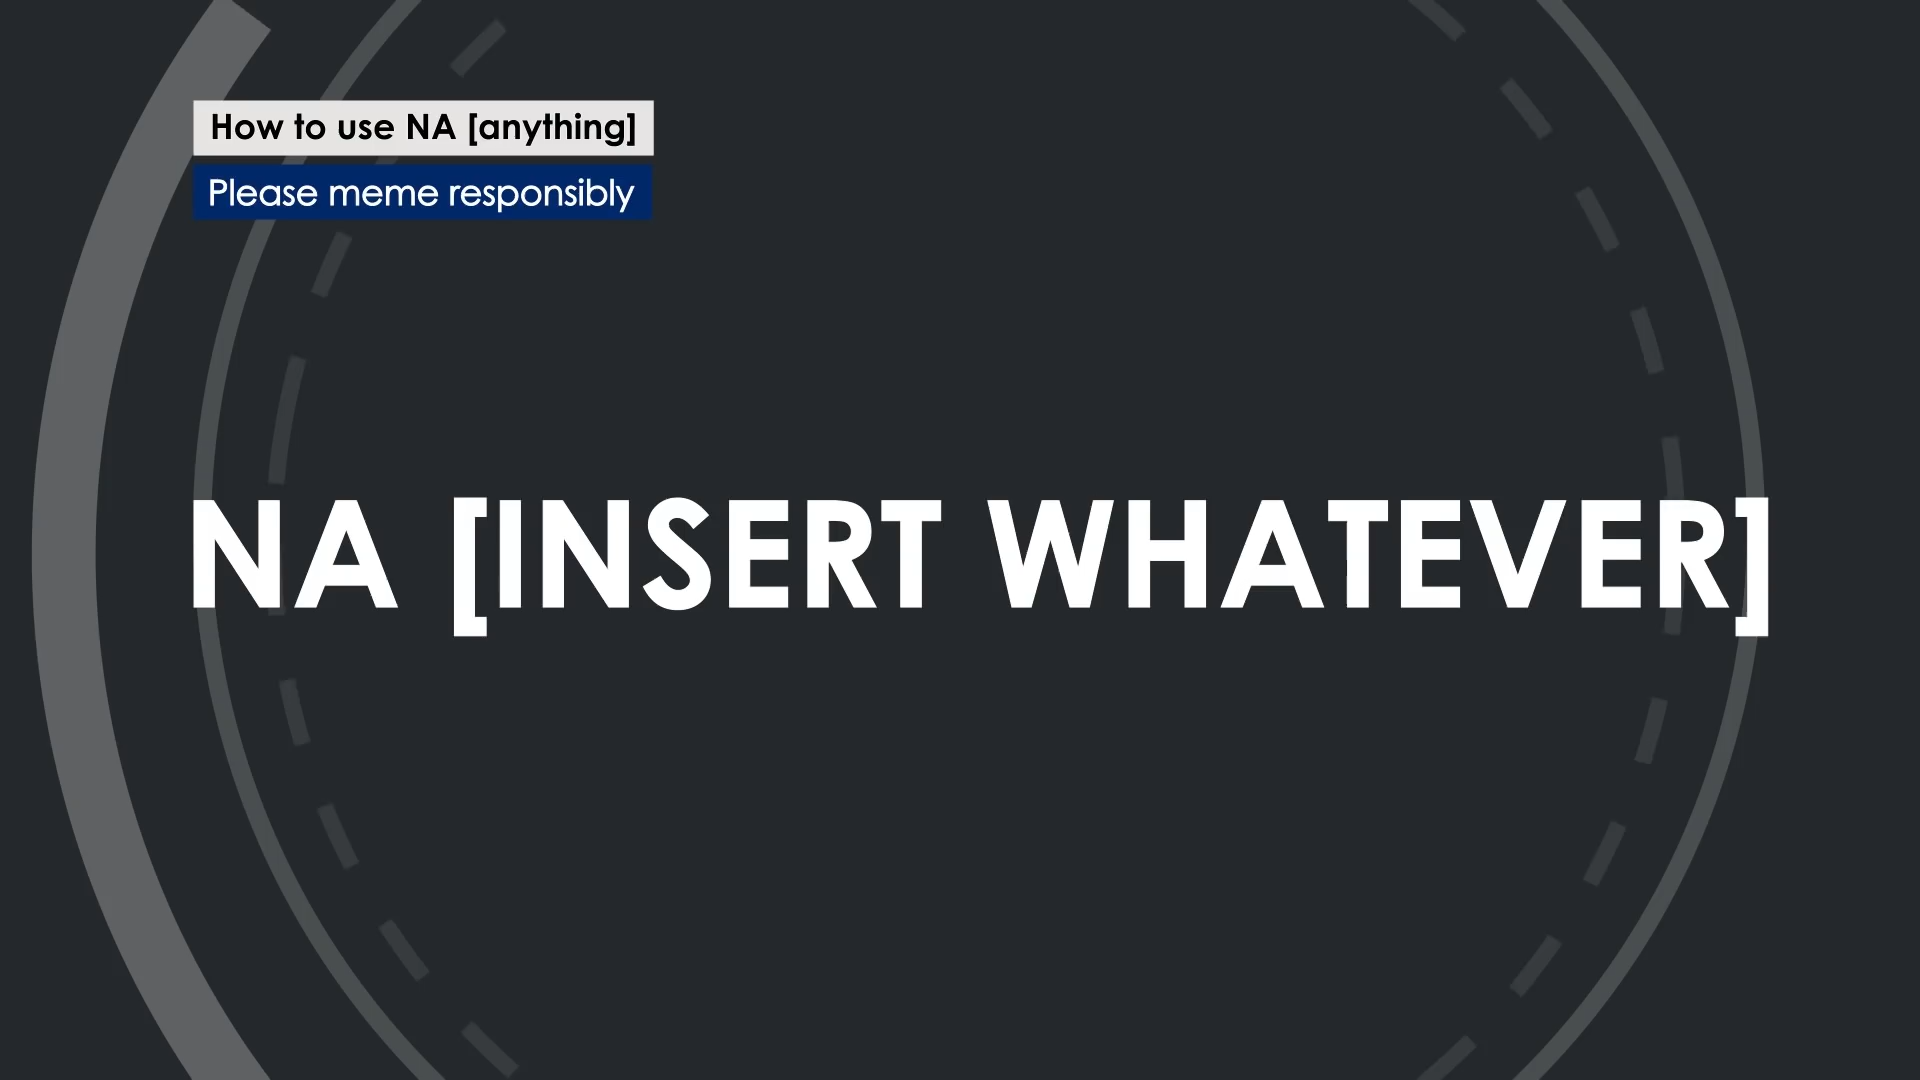 How to use NA [anything]
Please meme responsibly
NA [INSERT WHATEVER]